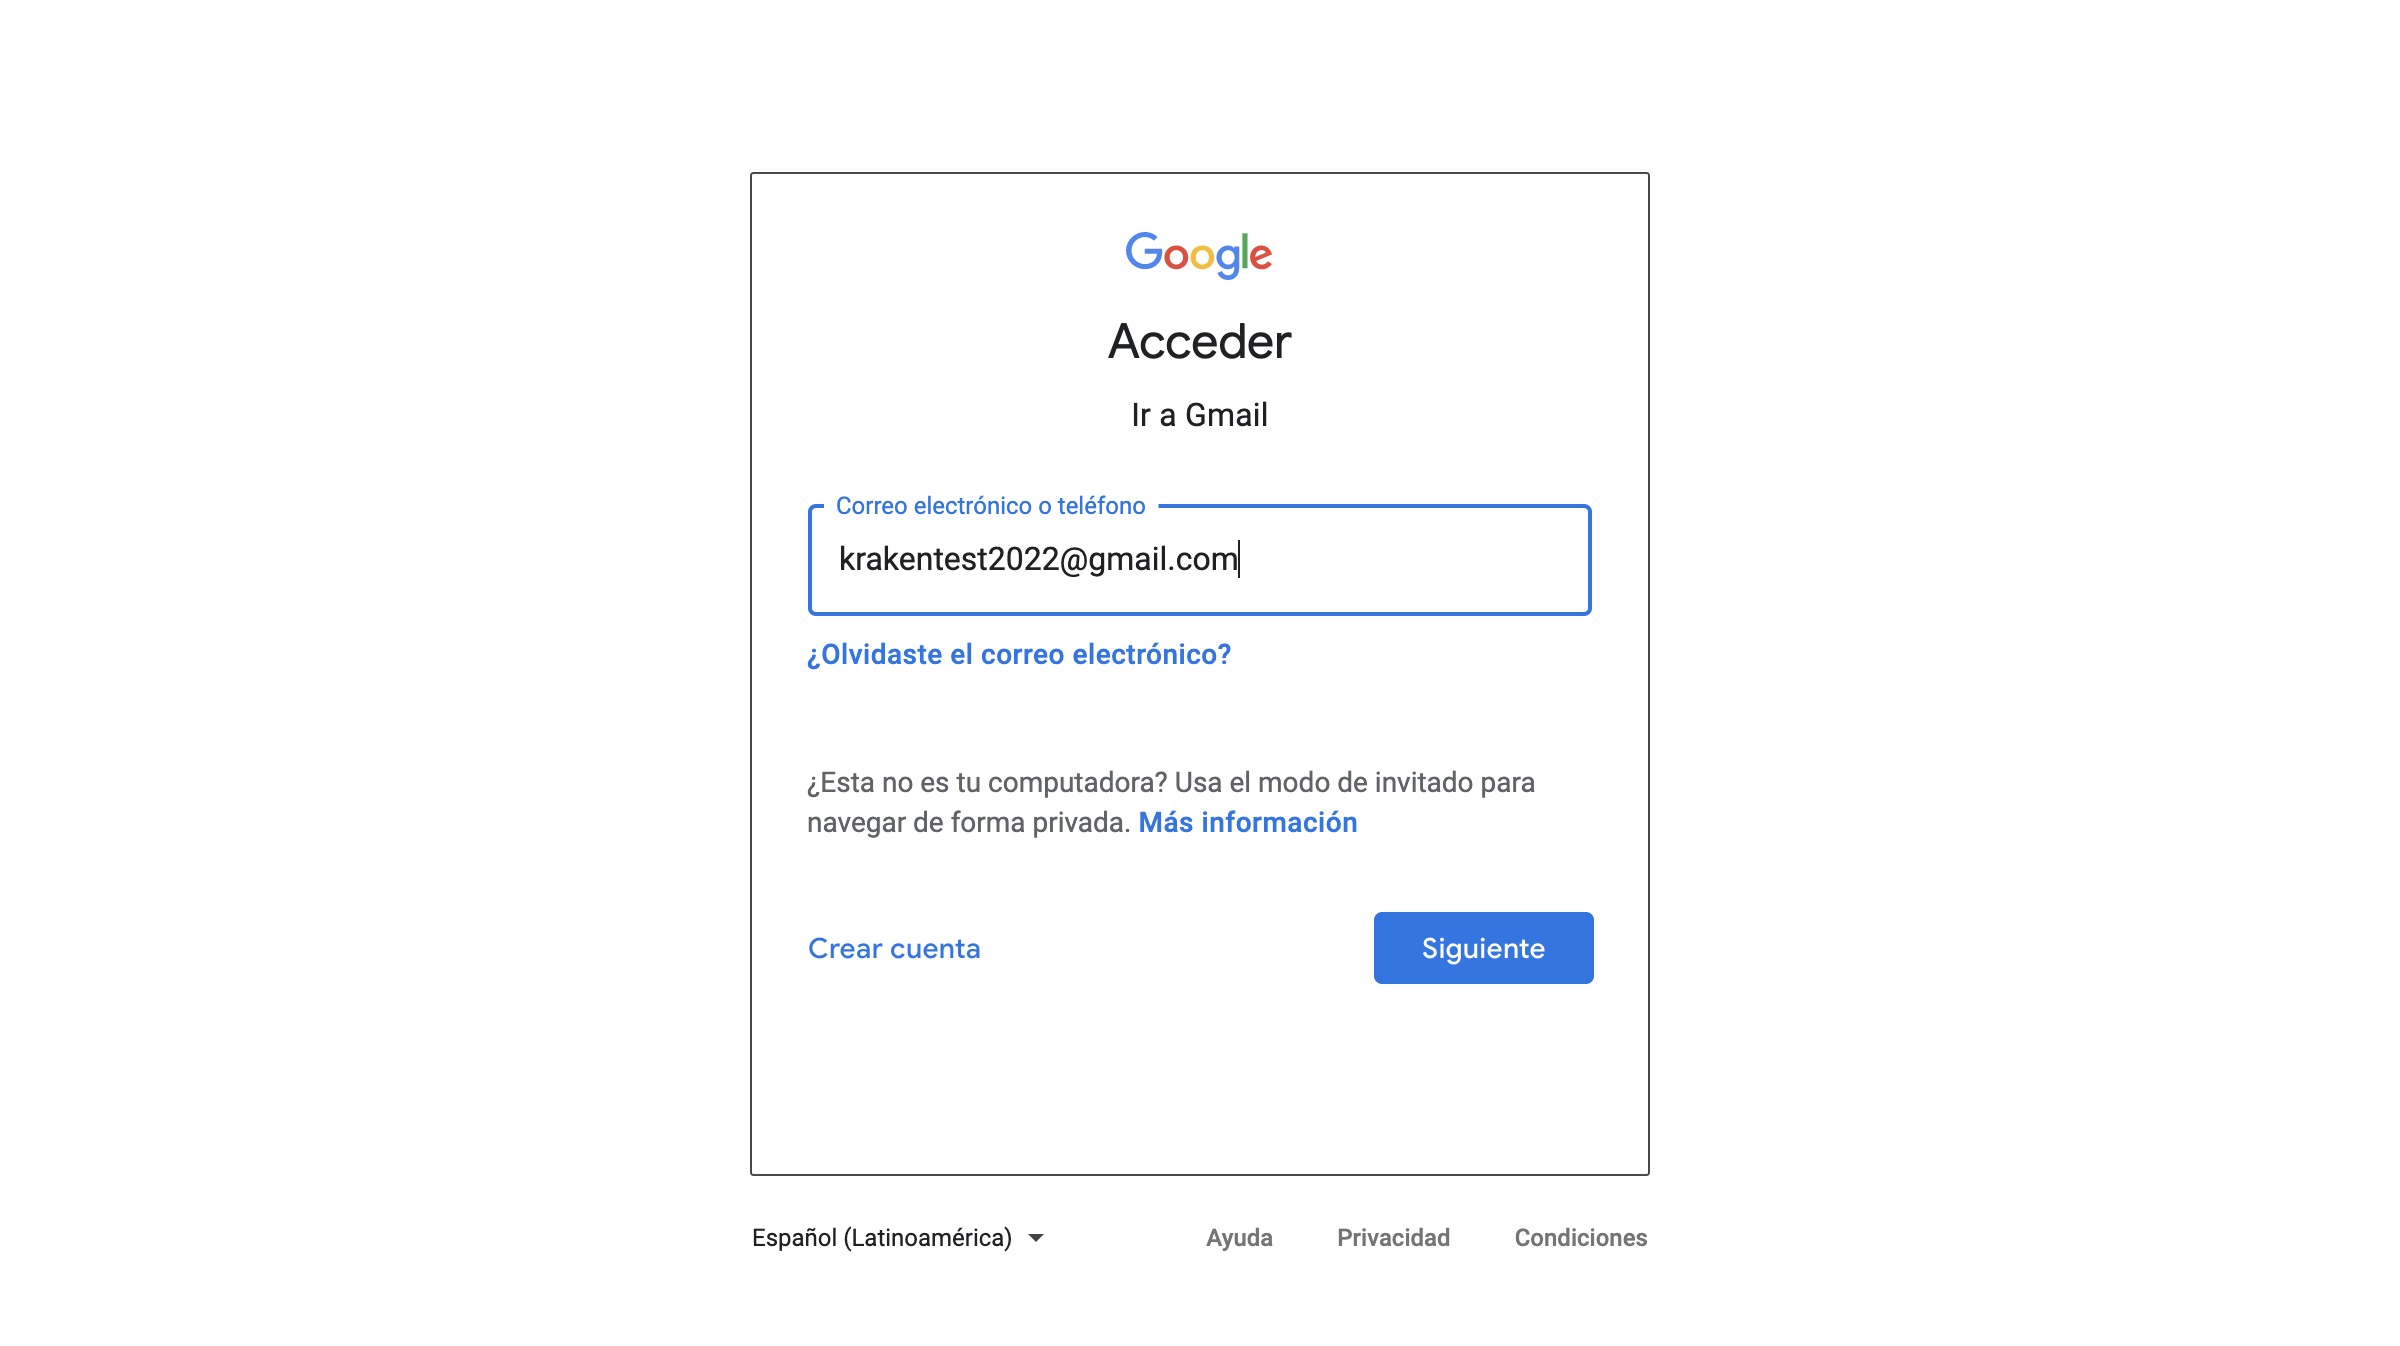 Google
Acceder
Ir a Gmail
Correo electrónico o teléfono
krakentest2022@gmail.com
¿Olvidaste el correo electrónico?
¿Esta no es tu computadora? Usa el modo de invitado para
navegar de forma privada. Más información
Crear cuenta
Siguiente
Español (Latinoamérica)
Ayuda
Privacidad
Condiciones